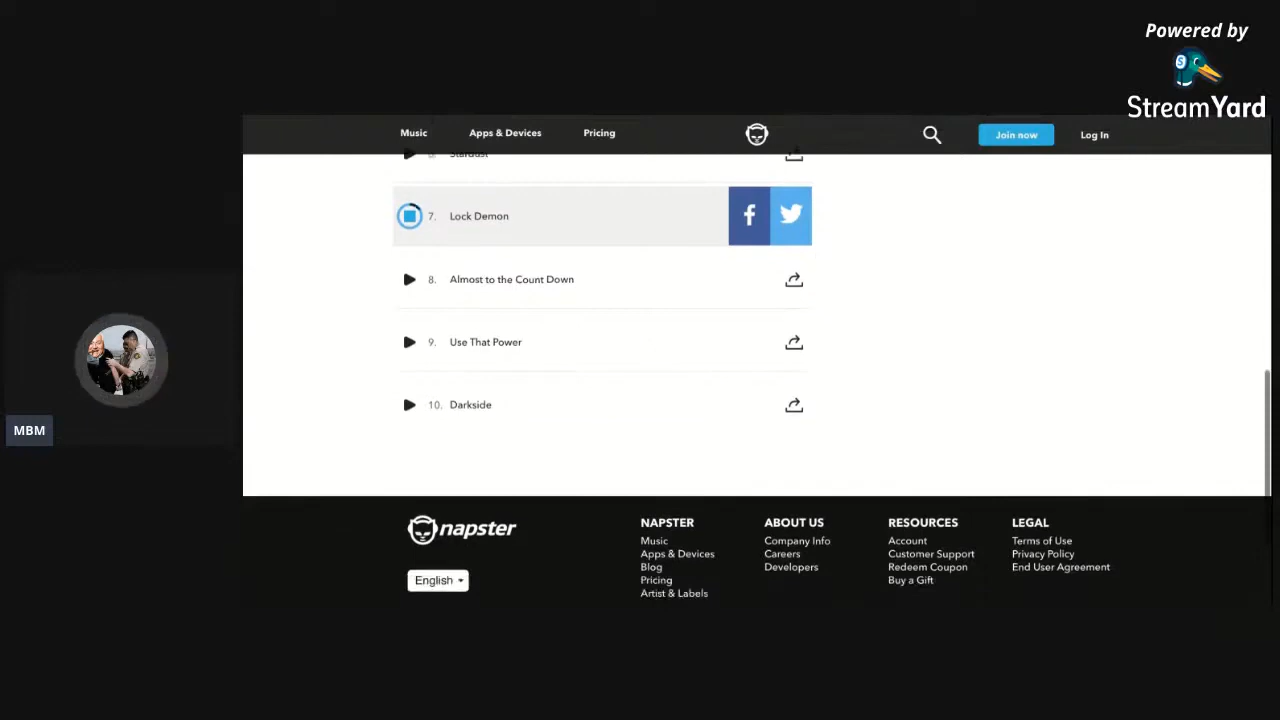 Powered by
StreamYard
Music Apps & Devices Pricing Join now Log In
Stardust
7. Lock Demon
8. Almost to the Count Down
9. Use That Power
10. Darkside
MBM
napster
English
NAPSTER
Music
Apps & Devices
Blog
Pricing
Artist & Labels
ABOUT US
Company Info
Careers
Developers
RESOURCES
Account
Customer Support
Redeem Coupon
Buy a Gift
LEGAL
Terms of Use
Privacy Policy
End User Agreement